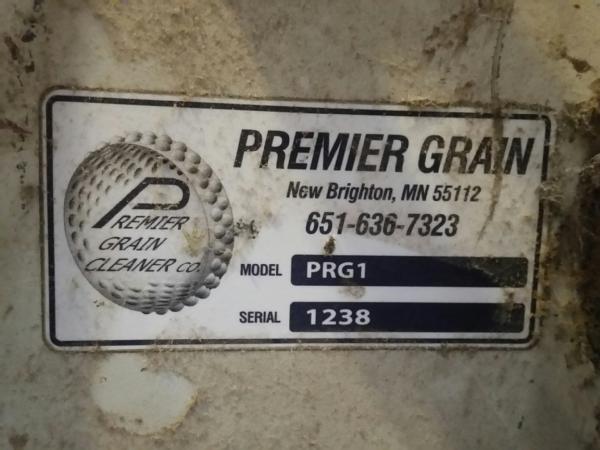 PREMIER GRAIN
New Brighton, MN 55112
651-636-7323
MODEL PRG1
SERIAL 1238
PREMIER
GRAIN
CLEANER CO.